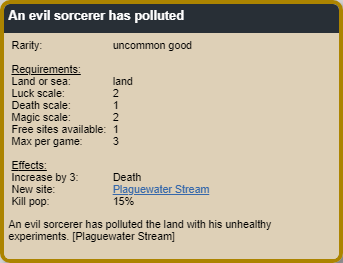 An evil sorcerer has polluted
Rarity: uncommon good
Requirements:
Land or sea: land
Luck scale: 2
Death scale: 1
Magic scale: 2
Free sites available: 1
Max per game: 3
Effects:
Increase by 3: Death
New site: Plaguewater Stream
Kill pop: 15%
An evil sorcerer has polluted the land with his unhealthy
experiments. [Plaguewater Stream]